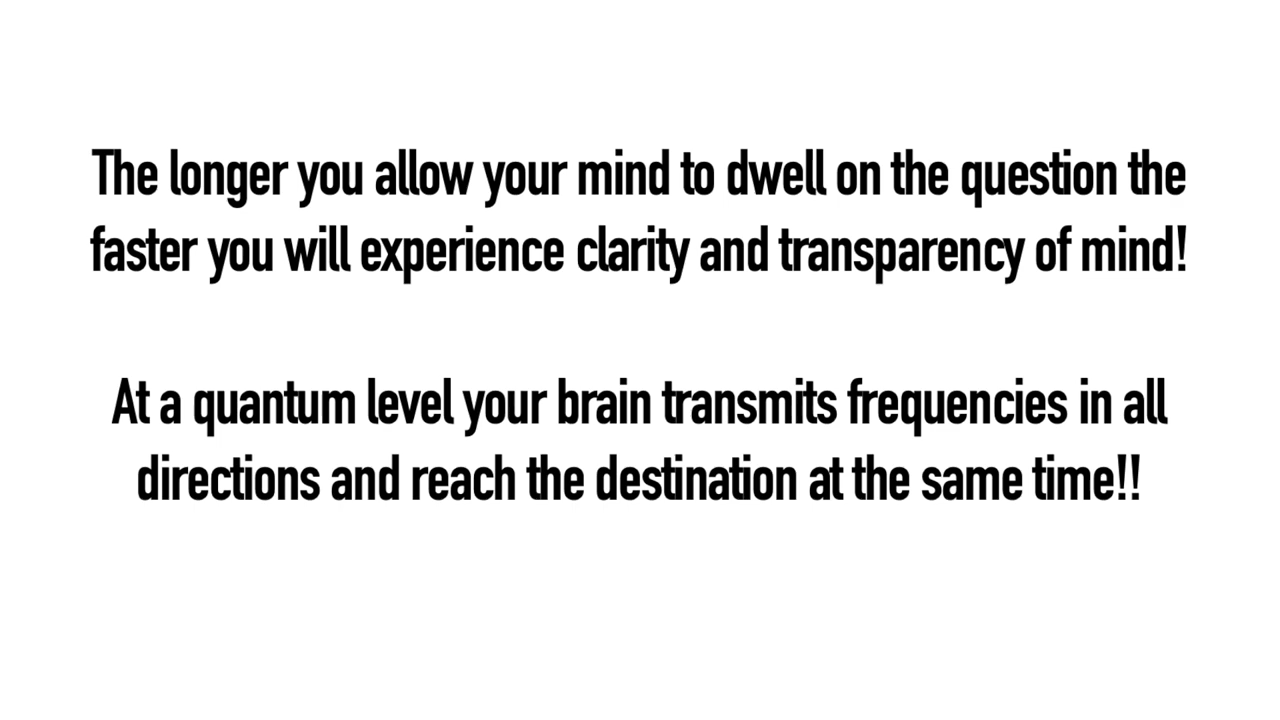 The longer you allow your mind to dwell on the question the
faster you will experience clarity and transparency of mind!
At a quantum level your brain transmits frequencies in all
directions and reach the destination at the same time!!